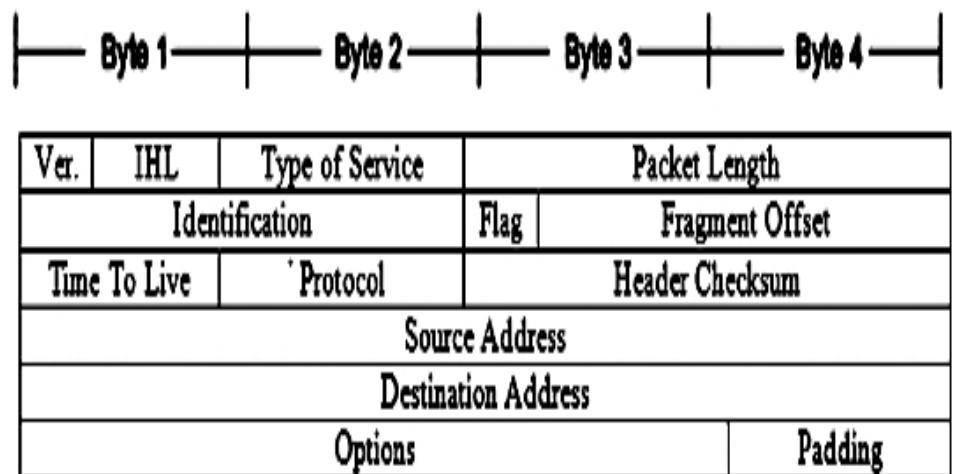 Byte 1 Byte 2 Byte 3 Byte 4
Ver. IHL Type of Service Packet Length
Identification Flag Fragment Offset
Time To Live Protocol Header Checksum
Source Address
Destination Address
Options Padding